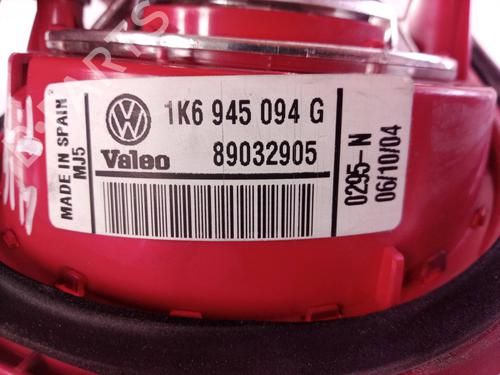 MADE IN SPAIN
MJ5
1K6 945 094 G
Valeo
89032905
0295-N
06/10/04